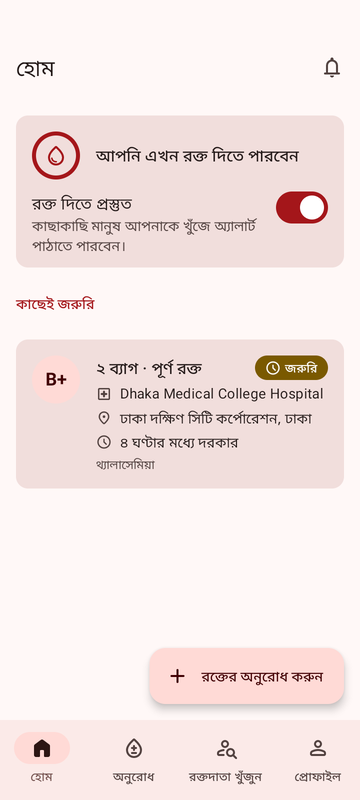 হোম
আপনি এখন রক্ত দিতে পারবেন
রক্ত দিতে প্রস্তুত
কাছাকাছি মানুষ আপনাকে খুঁজে অ্যালার্ট
পাঠাতে পারবেন।
কাছেই জরুরি
B+
২ ব্যাগ · পূর্ণ রক্ত
জরুরি
Dhaka Medical College Hospital
ঢাকা দক্ষিণ সিটি কর্পোরেশন, ঢাকা
৪ ঘণ্টার মধ্যে দরকার
থ্যালাসেমিয়া
রক্তের অনুরোধ করুন
হোম
অনুরোধ
রক্তদাতা খুঁজুন
প্রোফাইল